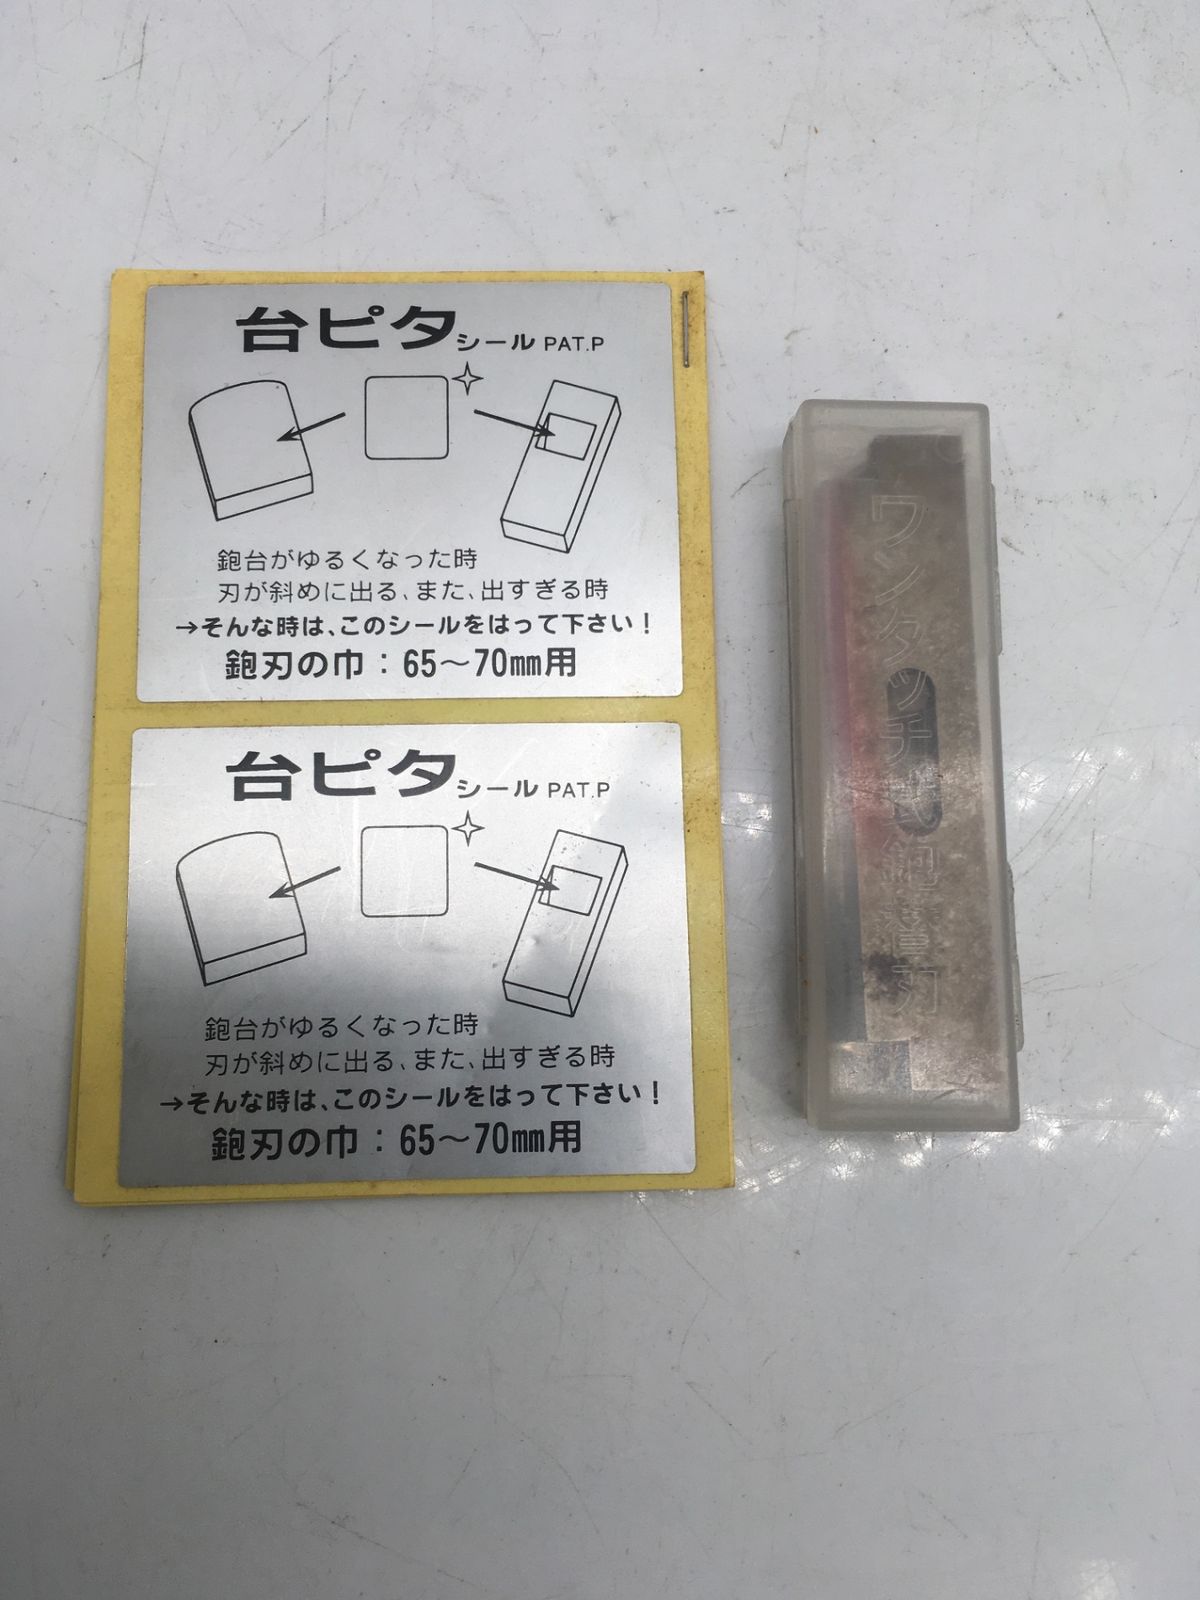 台ピタシール PAT.P
鉋台がゆるくなった時
刃が斜めに出る、また、出すぎる時
→そんな時は、このシールをはって下さい！
鉋刃の巾：65〜70mm用
台ピタシール PAT.P
鉋台がゆるくなった時
刃が斜めに出る、また、出すぎる時
→そんな時は、このシールをはって下さい！
鉋刃の巾：65〜70mm用
ワンタッチ式鉋替刃